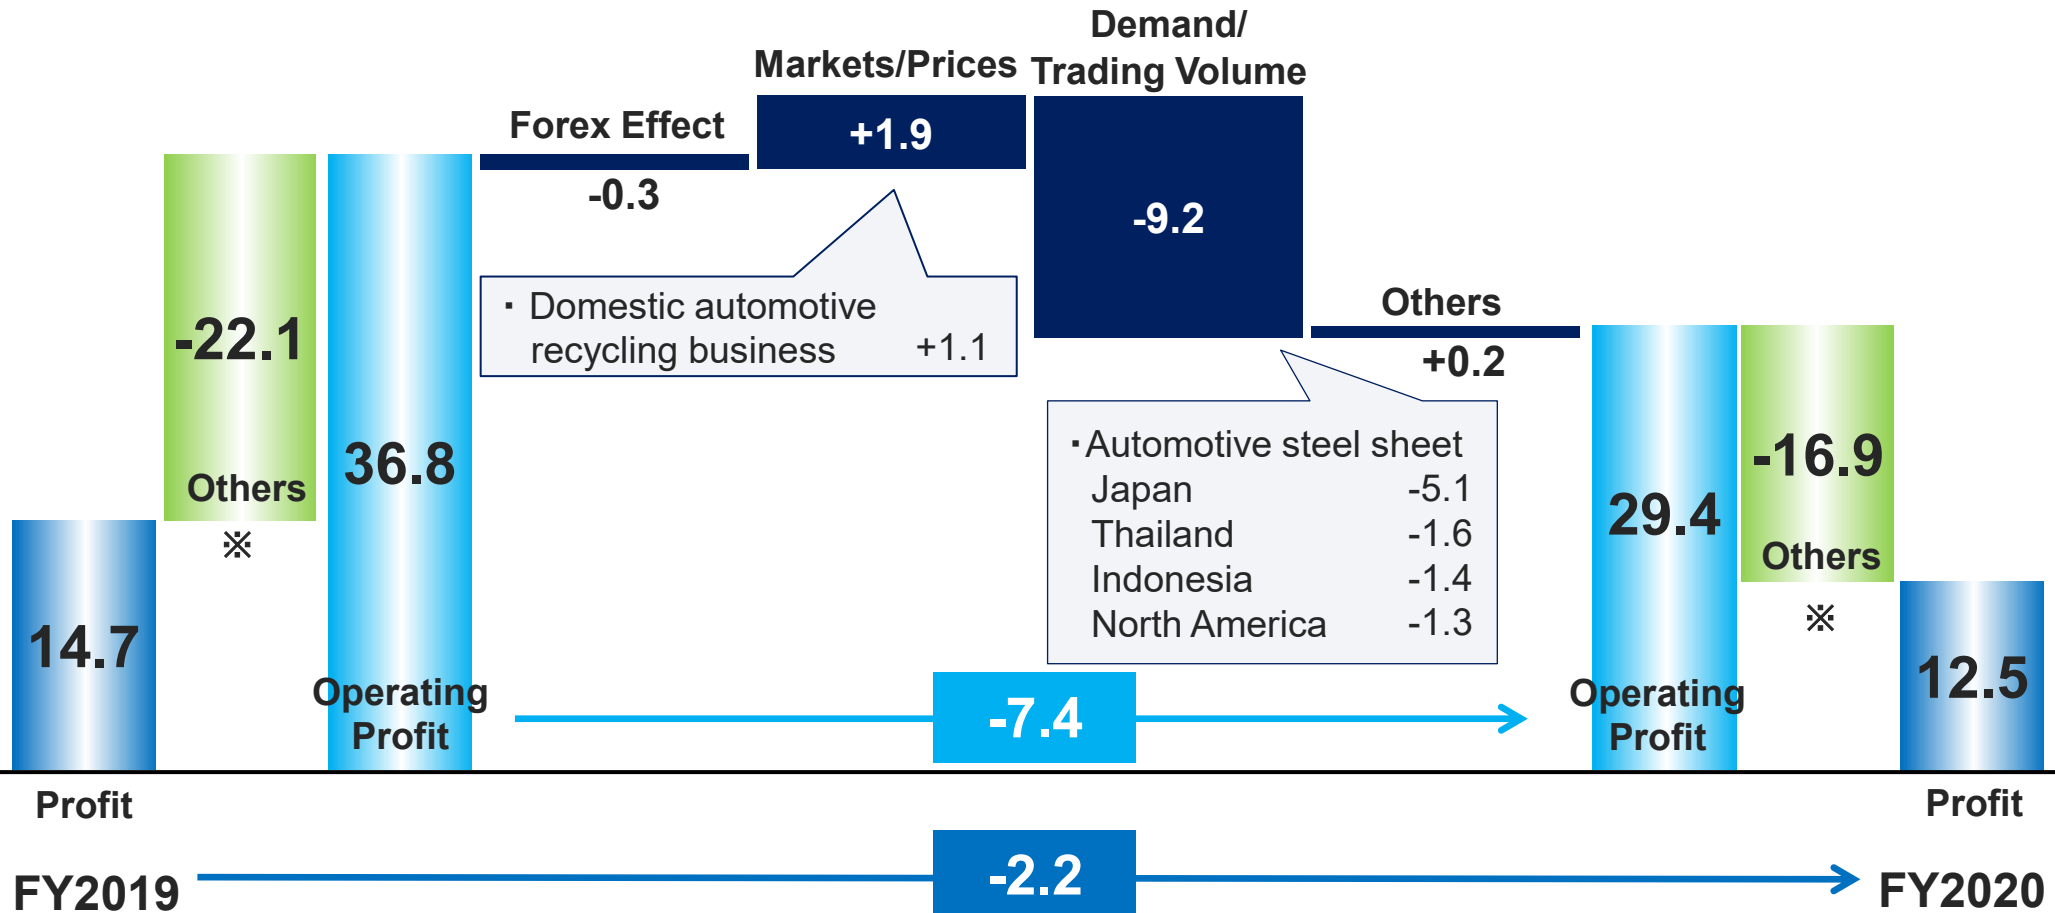 Demand/
Trading Volume
Markets/Prices
Forex Effect
+1.9
-0.3
-9.2
Others
+0.2
・ Domestic automotive
recycling business +1.1
・Automotive steel sheet
Japan -5.1
Thailand -1.6
Indonesia -1.4
North America -1.3
-22.1
Others
※
36.8
Operating
Profit
14.7
-7.4
29.4
Operating
Profit
-16.9
Others
※
12.5
Profit
Profit
FY2019
-2.2
FY2020